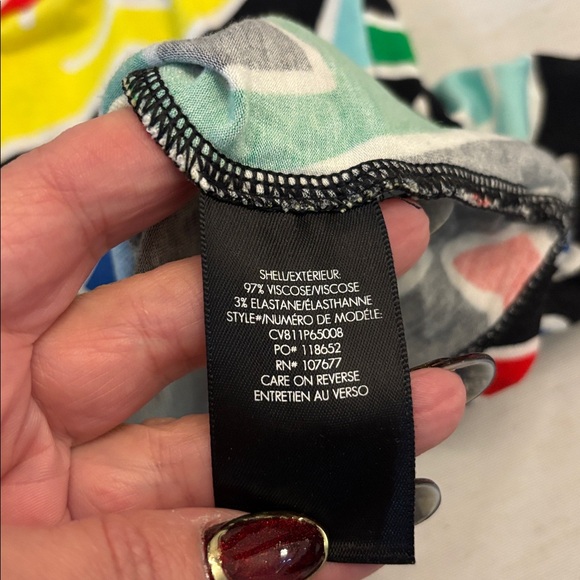 SHELL/EXTÉRIEUR:
97% VISCOSE/VISCOSE
3% ELASTANE/ÉLASTHANNE
STYLE#/NUMÉRO DE MODÈLE:
CV811P65008
PO# 118652
RN# 107677
CARE ON REVERSE
ENTRETIEN AU VERSO